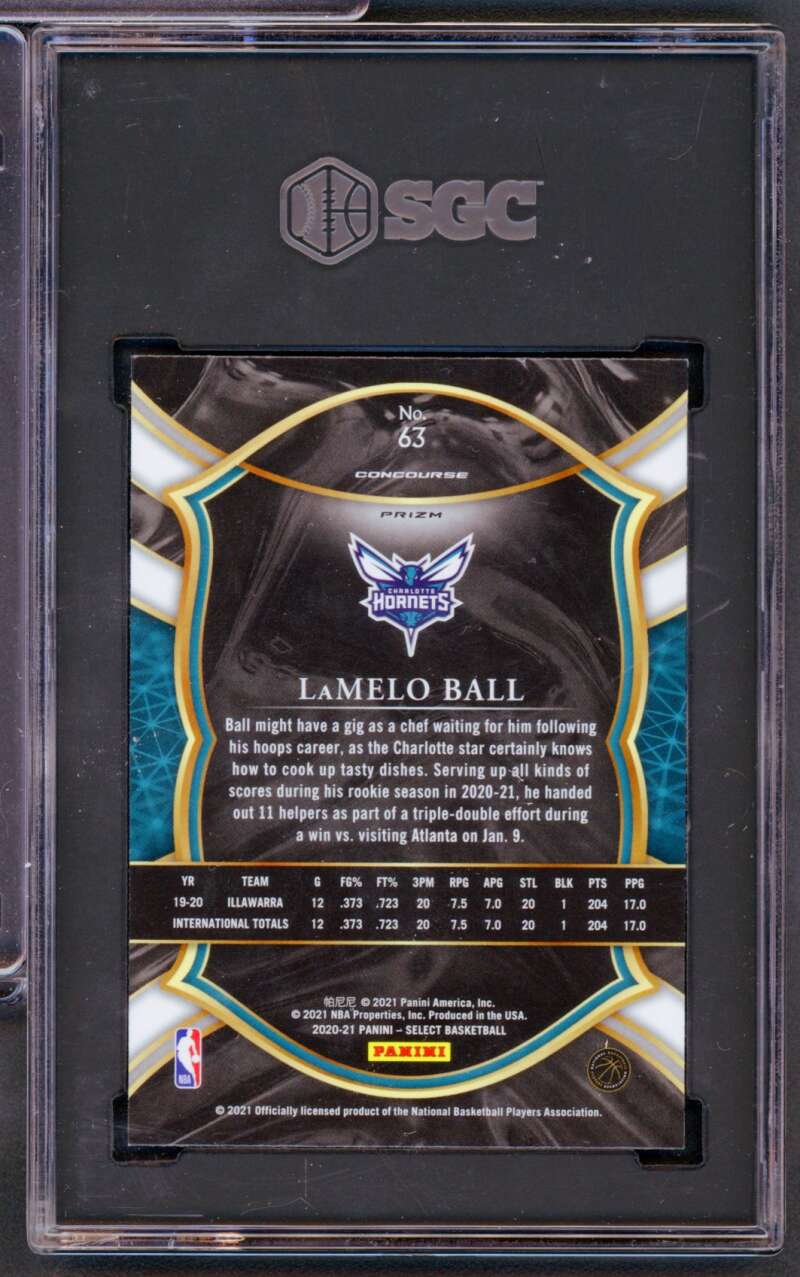 SGC
No.
63
CONCOURSE
PRIZM
CHARLOTTE
HORNETS
LAMELO BALL
Ball might have a gig as a chef waiting for him following
his hoops career, as the Charlotte star certainly knows
how to cook up tasty dishes. Serving up all kinds of
scores during his rookie season in 2020-21, he handed
out 11 helpers as part of a triple-double effort during
a win vs. visiting Atlanta on Jan. 9.
YR TEAM G FG% FT% 3PM RPG APG STL BLK PTS PPG
19-20 ILLAWARRA 12 .373 .723 20 7.5 7.0 20 1 204 17.0
INTERNATIONAL TOTALS 12 .373 .723 20 7.5 7.0 20 1 204 17.0
帕尼尼 © 2021 Panini America, Inc.
© 2021 NBA Properties, Inc. Produced in the USA.
2020-21 PANINI – SELECT BASKETBALL
PANINI
NBA
© 2021 Officially licensed product of the National Basketball Players Association.